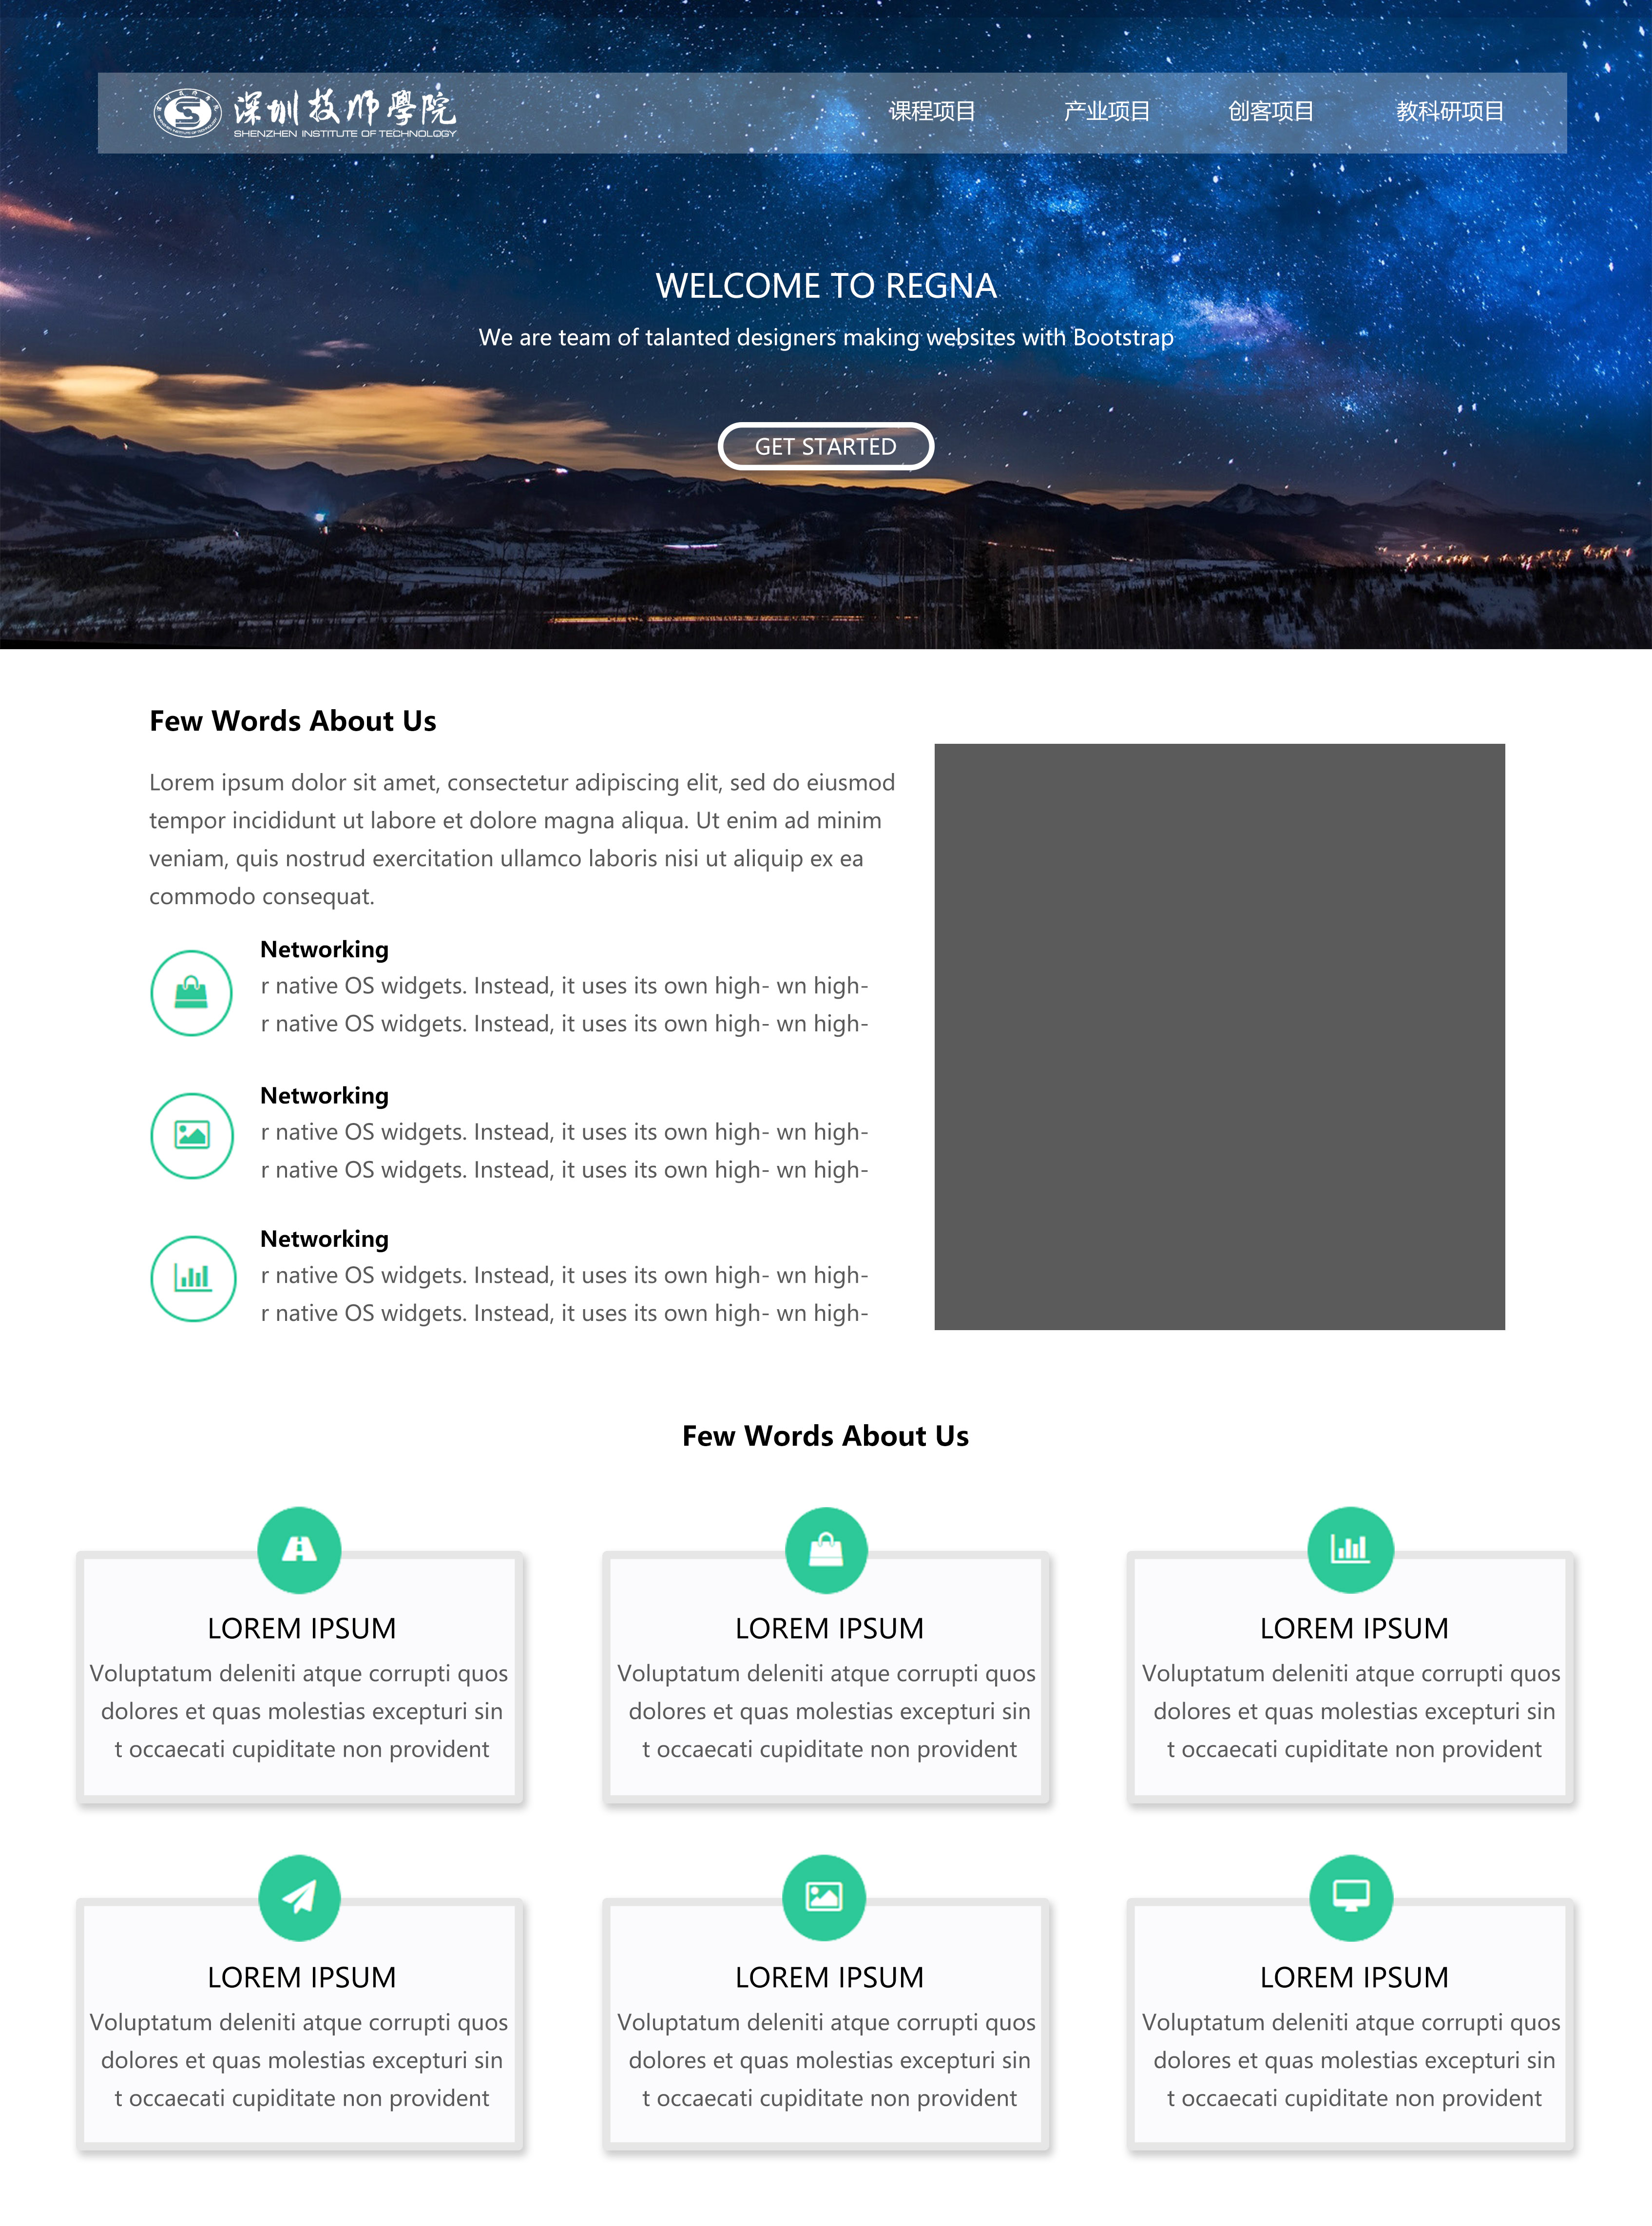 深圳技师學院
SHENZHEN INSTITUTE OF TECHNOLOGY
课程项目 产业项目 创客项目 教科研项目
WELCOME TO REGNA
We are team of talanted designers making websites with Bootstrap
GET STARTED
Few Words About Us
Lorem ipsum dolor sit amet, consectetur adipiscing elit, sed do eiusmod
tempor incididunt ut labore et dolore magna aliqua. Ut enim ad minim
veniam, quis nostrud exercitation ullamco laboris nisi ut aliquip ex ea
commodo consequat.
Networking
r native OS widgets. Instead, it uses its own high- wn high-
r native OS widgets. Instead, it uses its own high- wn high-
Networking
r native OS widgets. Instead, it uses its own high- wn high-
r native OS widgets. Instead, it uses its own high- wn high-
Networking
r native OS widgets. Instead, it uses its own high- wn high-
r native OS widgets. Instead, it uses its own high- wn high-
Few Words About Us
LOREM IPSUM
Voluptatum deleniti atque corrupti quos
dolores et quas molestias excepturi sin
t occaecati cupiditate non provident
LOREM IPSUM
Voluptatum deleniti atque corrupti quos
dolores et quas molestias excepturi sin
t occaecati cupiditate non provident
LOREM IPSUM
Voluptatum deleniti atque corrupti quos
dolores et quas molestias excepturi sin
t occaecati cupiditate non provident
LOREM IPSUM
Voluptatum deleniti atque corrupti quos
dolores et quas molestias excepturi sin
t occaecati cupiditate non provident
LOREM IPSUM
Voluptatum deleniti atque corrupti quos
dolores et quas molestias excepturi sin
t occaecati cupiditate non provident
LOREM IPSUM
Voluptatum deleniti atque corrupti quos
dolores et quas molestias excepturi sin
t occaecati cupiditate non provident